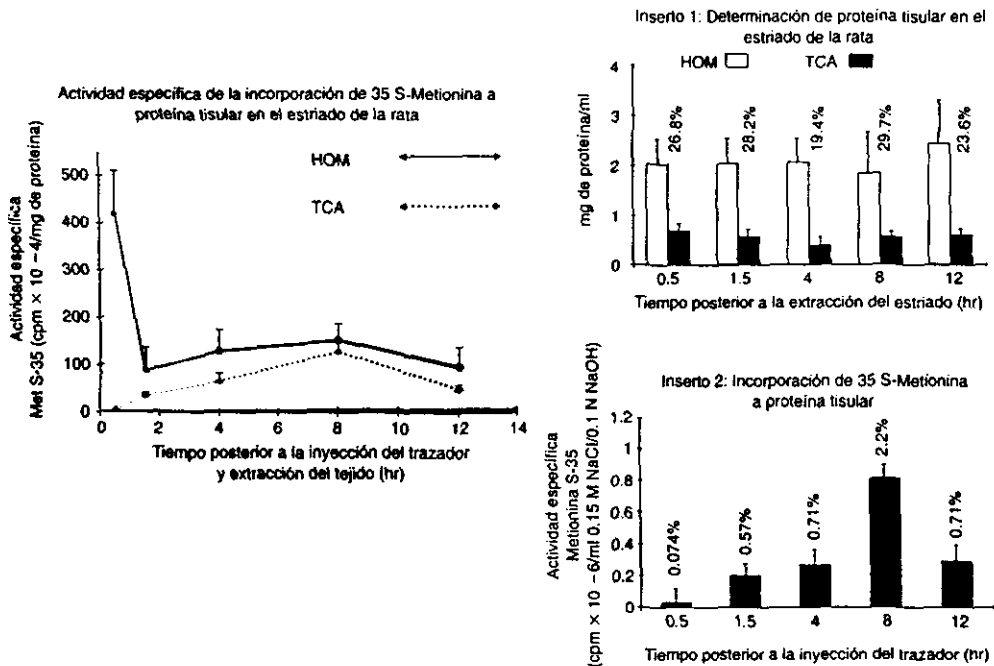 Actividad específica de la incorporación de 35 S-Metionina a
proteína tisular en el estriado de la rata
HOM
TCA
500
400
300
200
100
0
0
2
4
6
8
10
12
14
Actividad específica
Met S-35 (cpm × 10 –4/mg de proteína)
Tiempo posterior a la inyección del trazador
y extracción del tejido (hr)
Inserto 1: Determinación de proteína tisular en el
estriado de la rata
HOM
TCA
4
3
2
1
0
mg de proteína/ml
26.8%
28.2%
19.4%
29.7%
23.6%
0.5
1.5
4
8
12
Tiempo posterior a la extracción del estriado (hr)
Inserto 2: Incorporación de 35 S-Metionina
a proteína tisular
1.2
1
0.8
0.6
0.4
0.2
0
Actividad específica
Metionina S-35
(cpm × 10 –6/ml 0.15 M NaCl/0.1 N NaOH)
0.074%
0.57%
0.71%
2.2%
0.71%
0.5
1.5
4
8
12
Tiempo posterior a la inyección del trazador (hr)